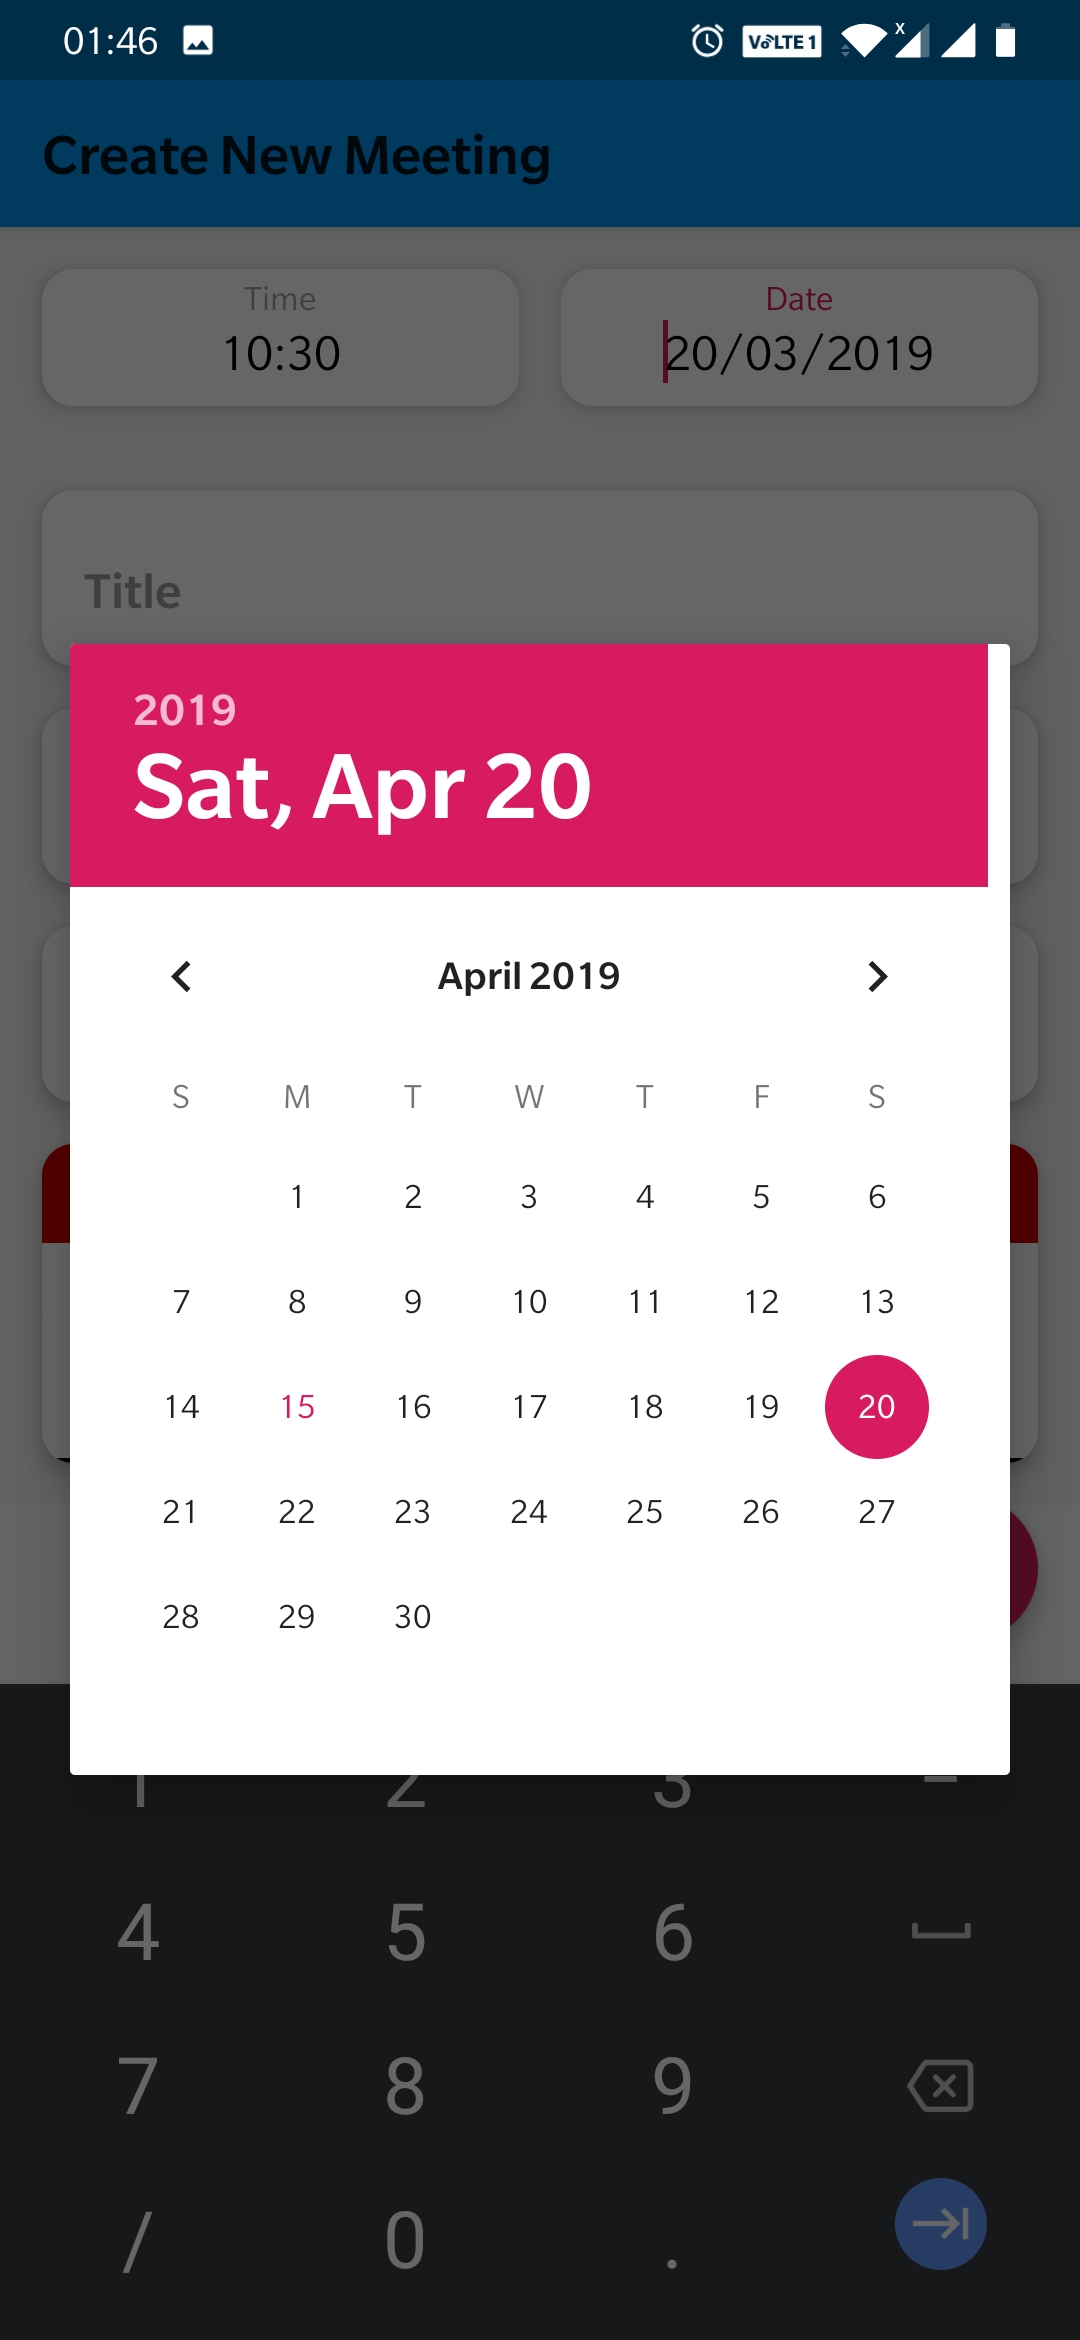 01:46 VoLTE 1 x
Create New Meeting
Time Date
10:30 20/03/2019
Title
2019
Sat, Apr 20
April 2019
S M T W T F S
1 2 3 4 5 6
7 8 9 10 11 12 13
14 15 16 17 18 19 20
21 22 23 24 25 26 27
28 29 30
1 2 3
4 5 6
7 8 9
/ 0 .